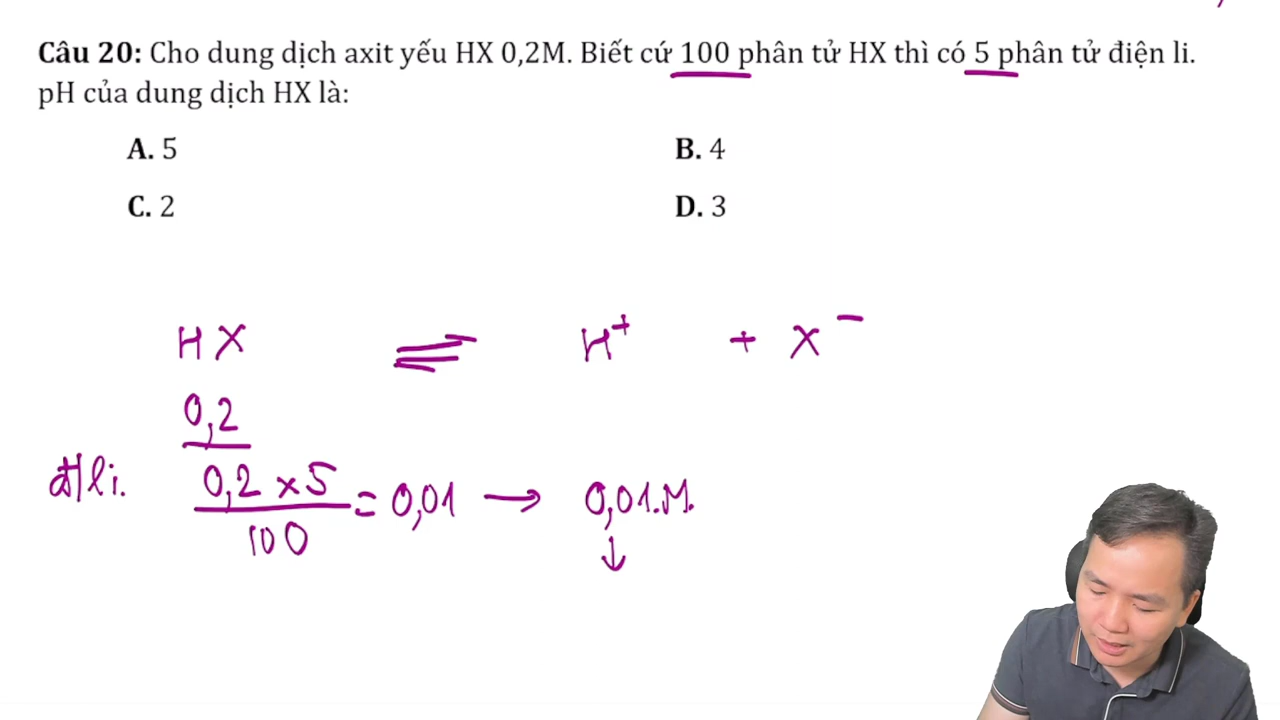 Câu 20: Cho dung dịch axit yếu HX 0,2M. Biết cứ 100 phân tử HX thì có 5 phân tử điện li.
pH của dung dịch HX là:
A. 5
B. 4
C. 2
D. 3
HX ⇌ H⁺ + X⁻
0,2
đ/li. 0,2 x 5 / 100 = 0,01 → 0,01.M.
↓